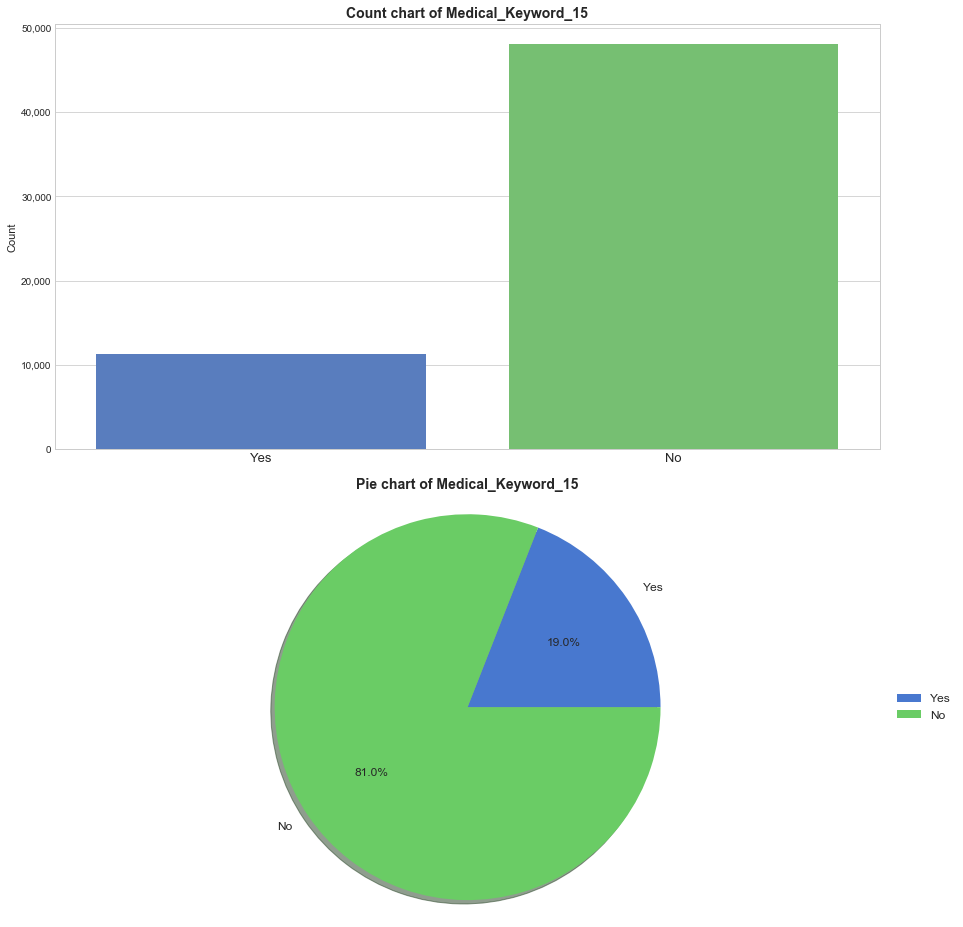 Count chart of Medical_Keyword_15
50,000
40,000
30,000
20,000
10,000
0
Count
Yes
No
Pie chart of Medical_Keyword_15
Yes
19.0%
81.0%
No
Yes
No